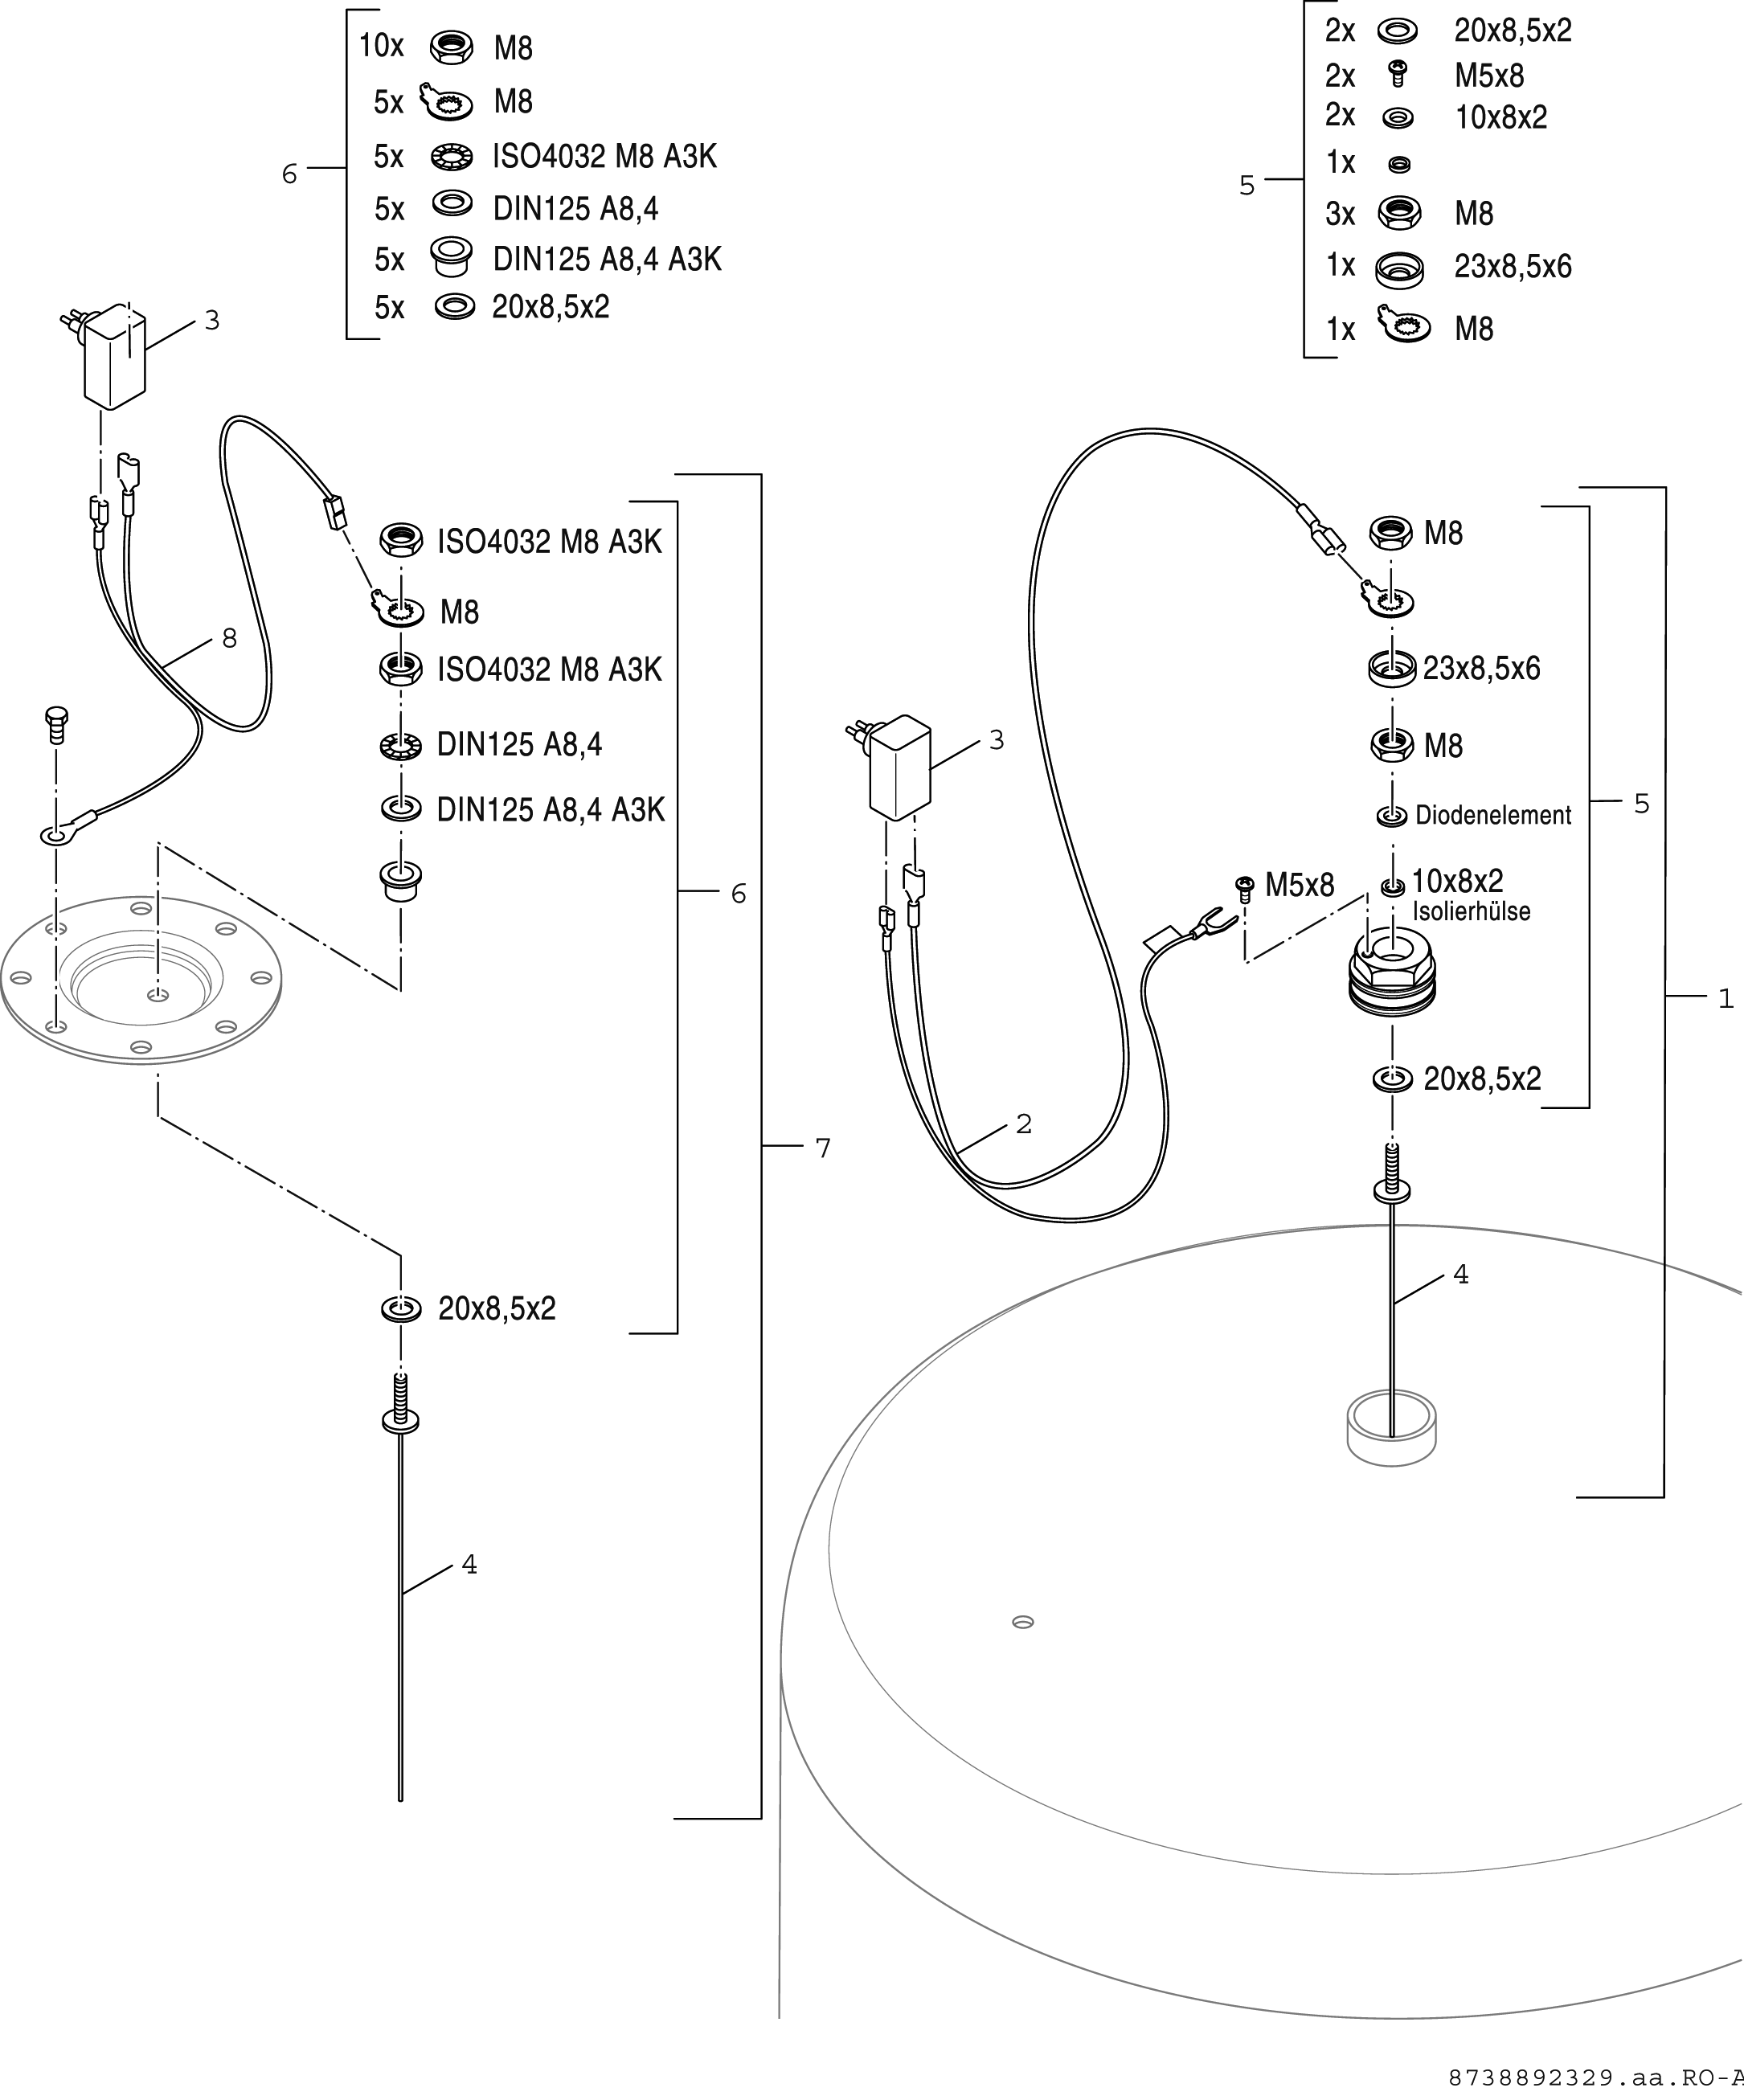 10x M8
5x M8
5x ISO4032 M8 A3K
5x DIN125 A8,4
5x DIN125 A8,4 A3K
5x 20x8,5x2
6
2x 20x8,5x2
2x M5x8
2x 10x8x2
1x
3x M8
1x 23x8,5x6
1x M8
5
3
8
ISO4032 M8 A3K
M8
ISO4032 M8 A3K
DIN125 A8,4
DIN125 A8,4 A3K
6
7
20x8,5x2
4
M8
23x8,5x6
M8
Diodenelement
5
3
M5x8
10x8x2
Isolierhülse
1
20x8,5x2
2
4
8738892329.aa.RO-A